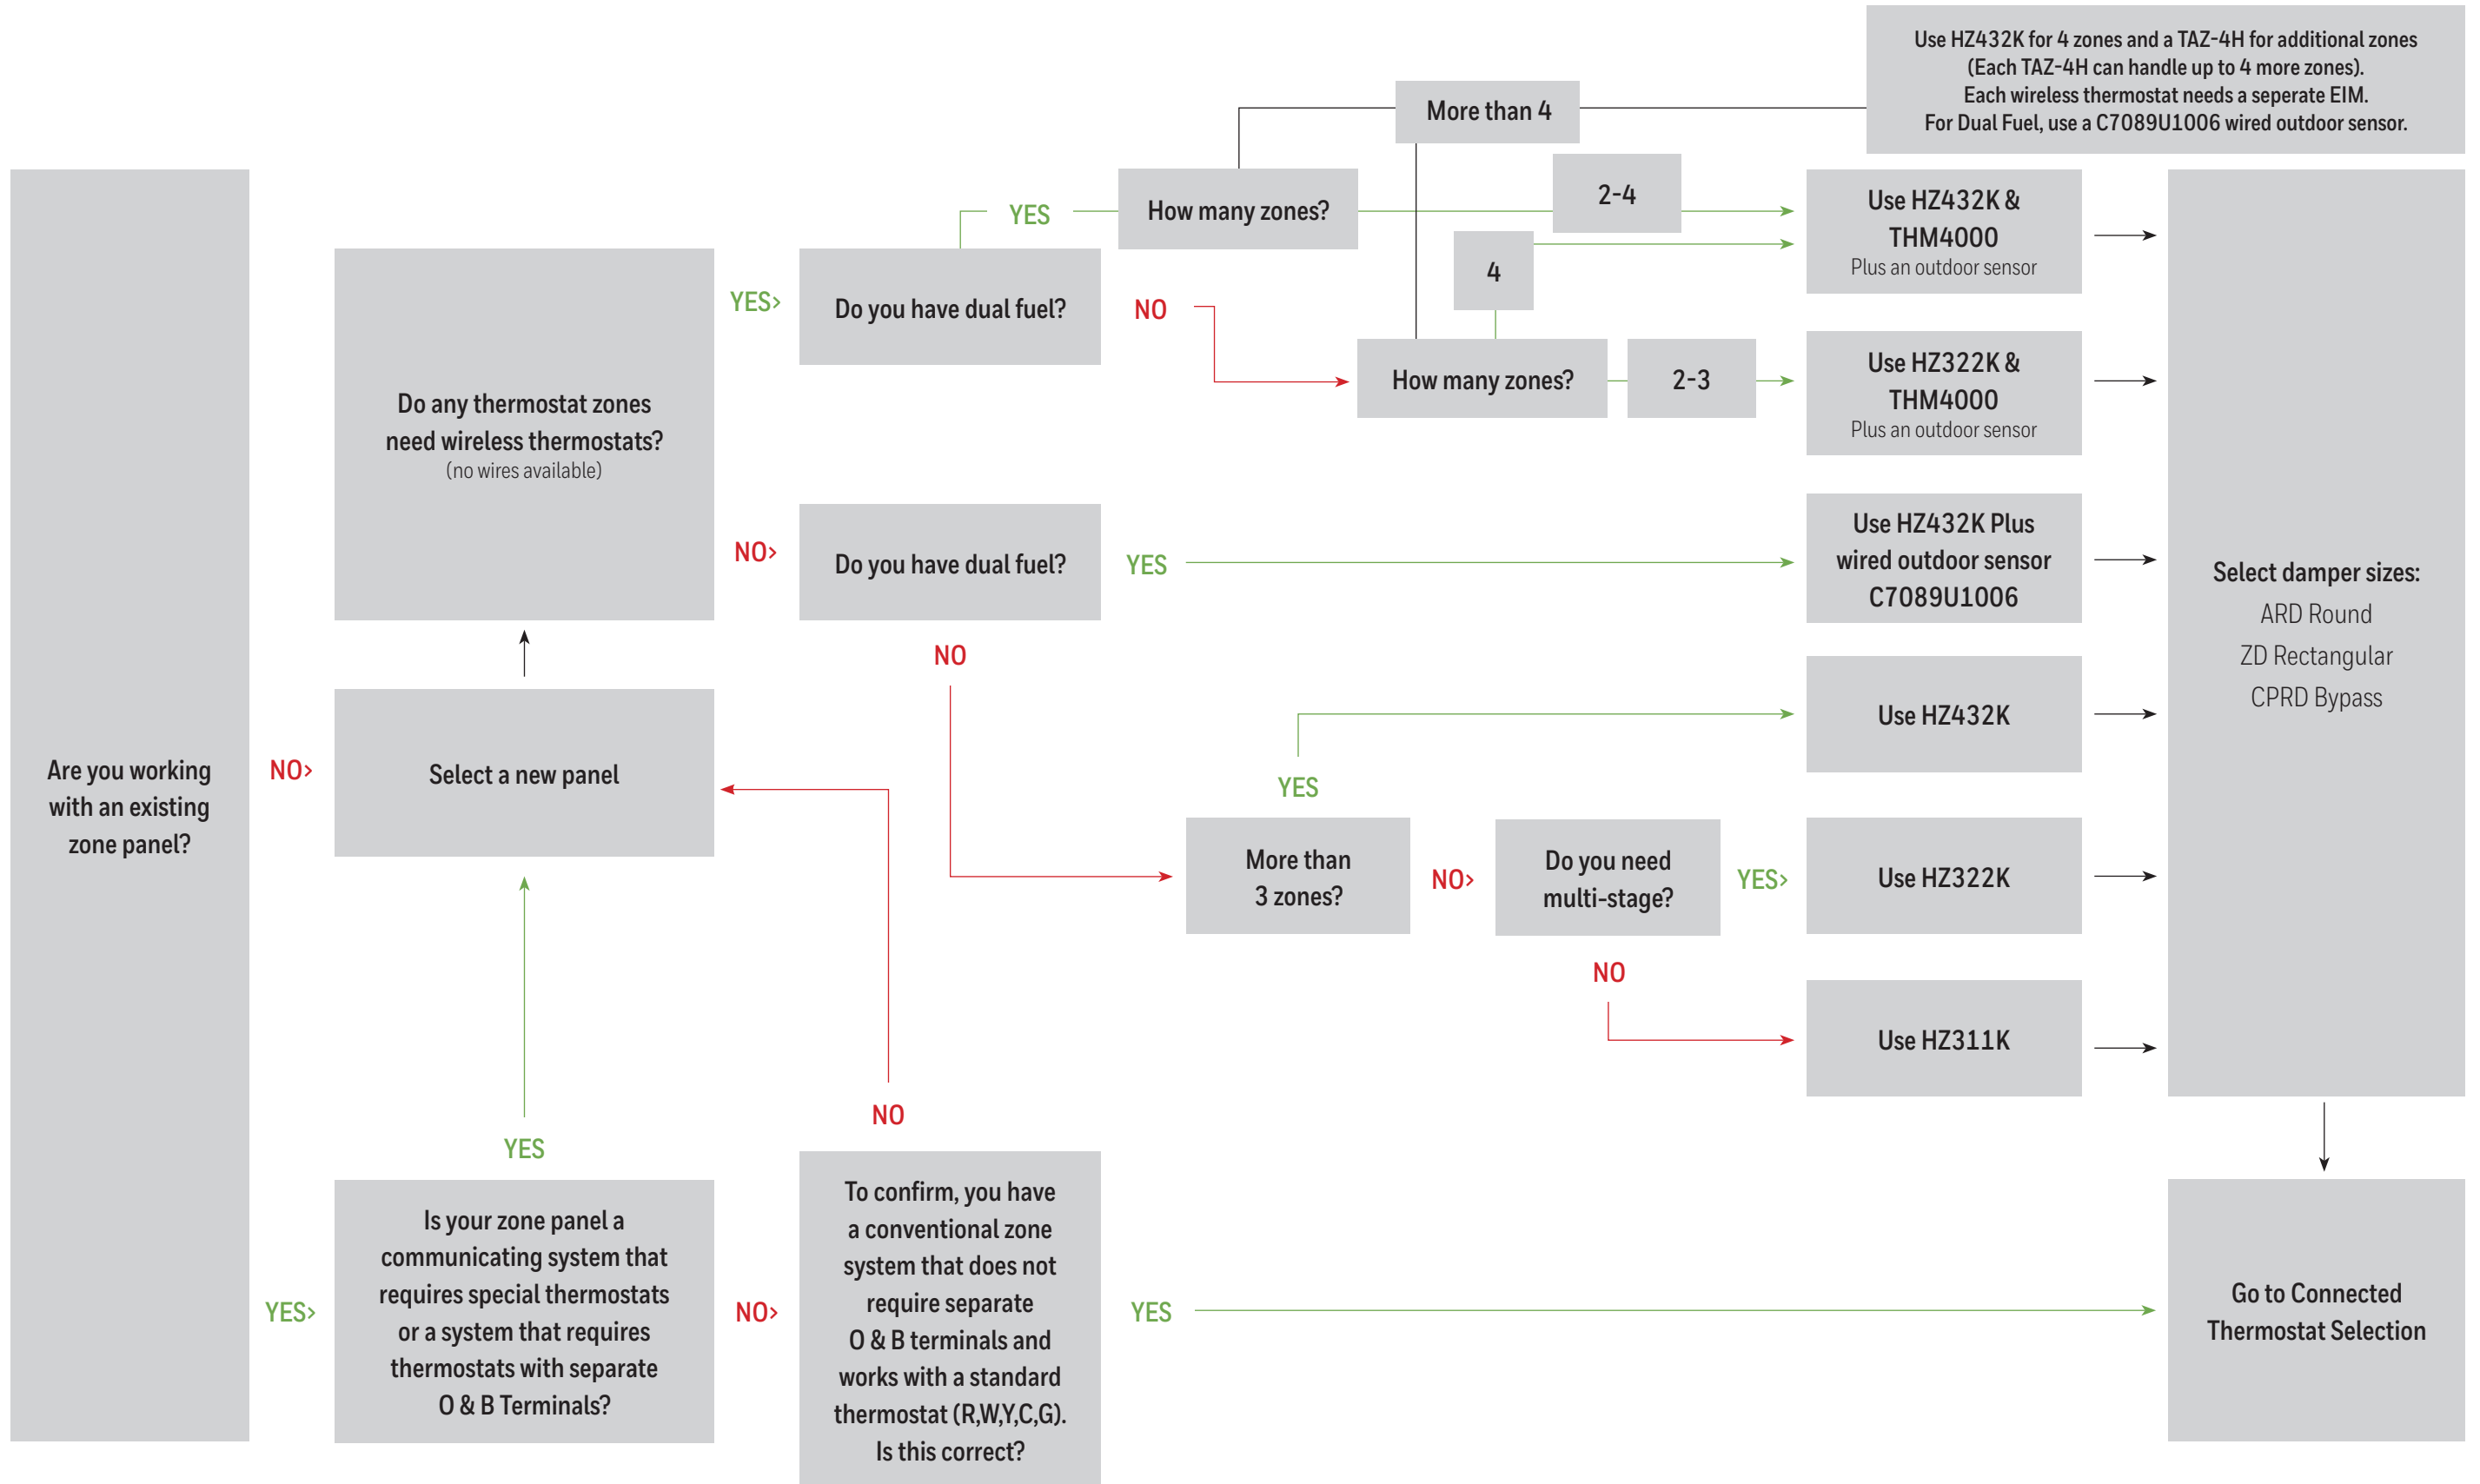 Use HZ432K for 4 zones and a TAZ-4H for additional zones
(Each TAZ-4H can handle up to 4 more zones).
Each wireless thermostat needs a seperate EIM.
For Dual Fuel, use a C7089U1006 wired outdoor sensor.
More than 4
YES
How many zones?
2-4
Use HZ432K &
THM4000
Plus an outdoor sensor
4
Do any thermostat zones
need wireless thermostats?
(no wires available)
YES>
Do you have dual fuel?
NO
How many zones?
2-3
Use HZ322K &
THM4000
Plus an outdoor sensor
NO>
Do you have dual fuel?
YES
Use HZ432K Plus
wired outdoor sensor
C7089U1006
Select damper sizes:
ARD Round
ZD Rectangular
CPRD Bypass
NO
Are you working
with an existing
zone panel?
NO>
Select a new panel
YES
Use HZ432K
More than
3 zones?
NO>
Do you need
multi-stage?
YES>
Use HZ322K
NO
Use HZ311K
YES
NO
YES>
Is your zone panel a
communicating system that
requires special thermostats
or a system that requires
thermostats with separate
O & B Terminals?
NO>
To confirm, you have
a conventional zone
system that does not
require separate
O & B terminals and
works with a standard
thermostat (R,W,Y,C,G).
Is this correct?
YES
Go to Connected
Thermostat Selection